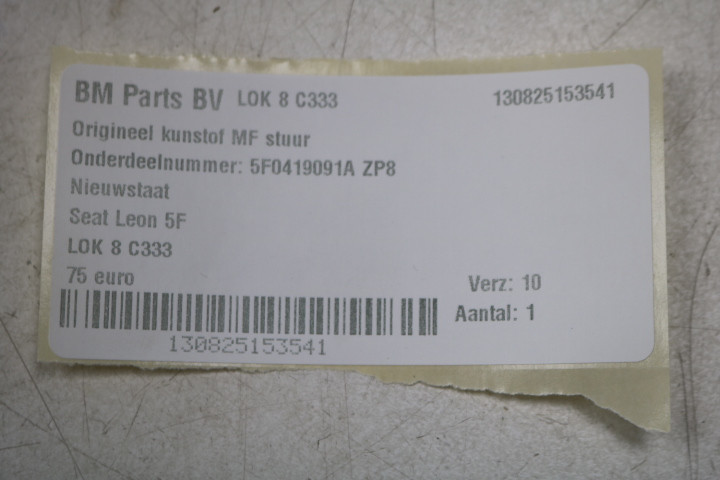 BM Parts BV LOK 8 C333 130825153541
Origineel kunstof MF stuur
Onderdeelnummer: 5F0419091A ZP8
Nieuwstaat
Seat Leon 5F
LOK 8 C333
75 euro
Verz: 10
Aantal: 1
130825153541